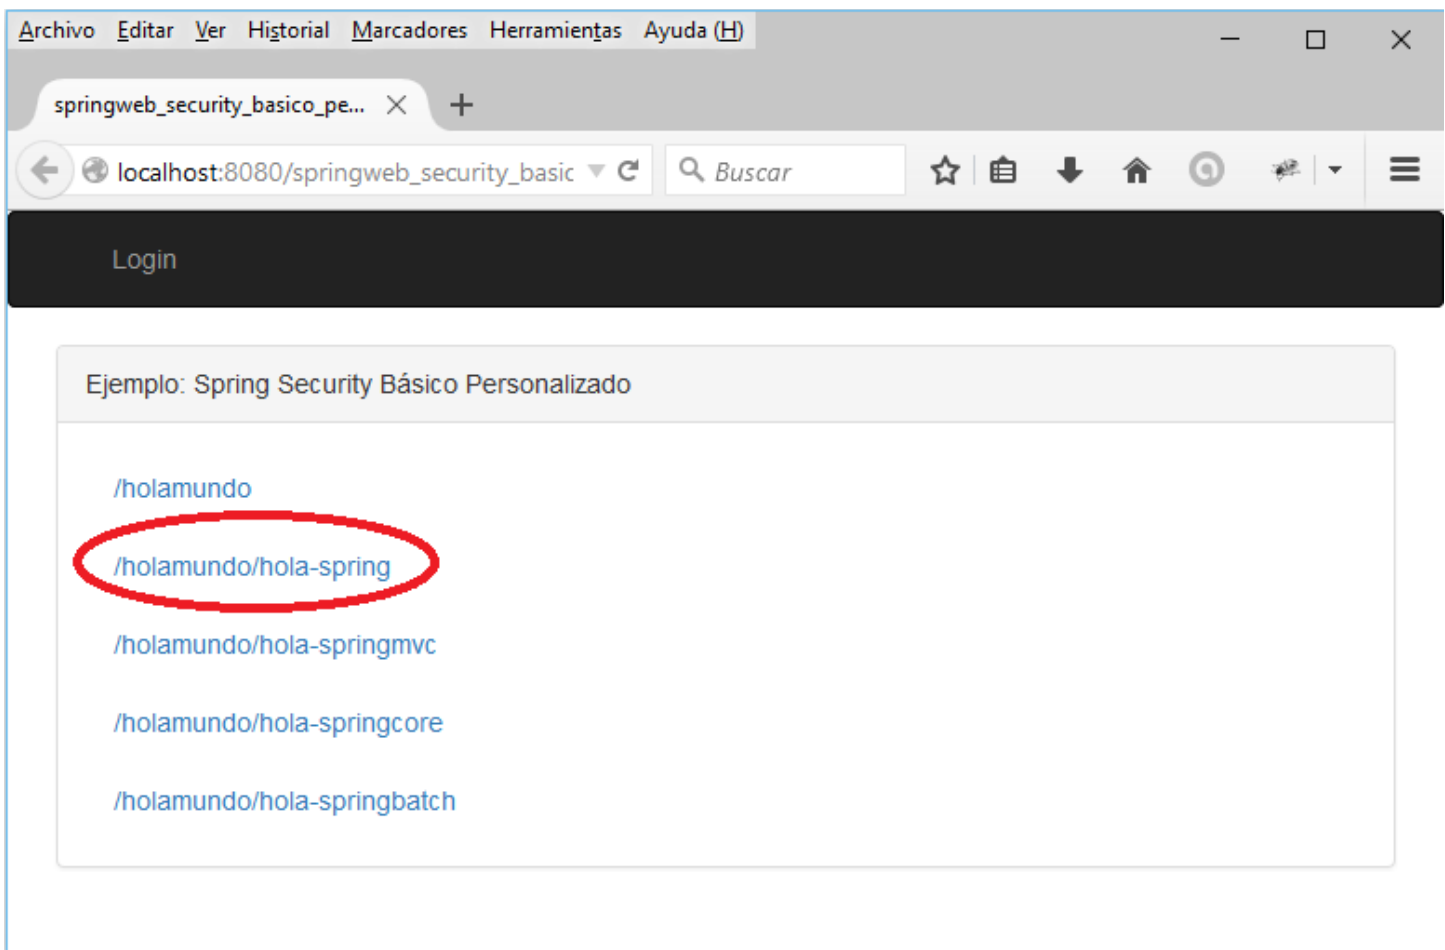 Archivo Editar Ver Historial Marcadores Herramientas Ayuda (H)
springweb_security_basico_pe...
localhost:8080/springweb_security_basic Buscar
Login
Ejemplo: Spring Security Básico Personalizado
/holamundo
/holamundo/hola-spring
/holamundo/hola-springmvc
/holamundo/hola-springcore
/holamundo/hola-springbatch